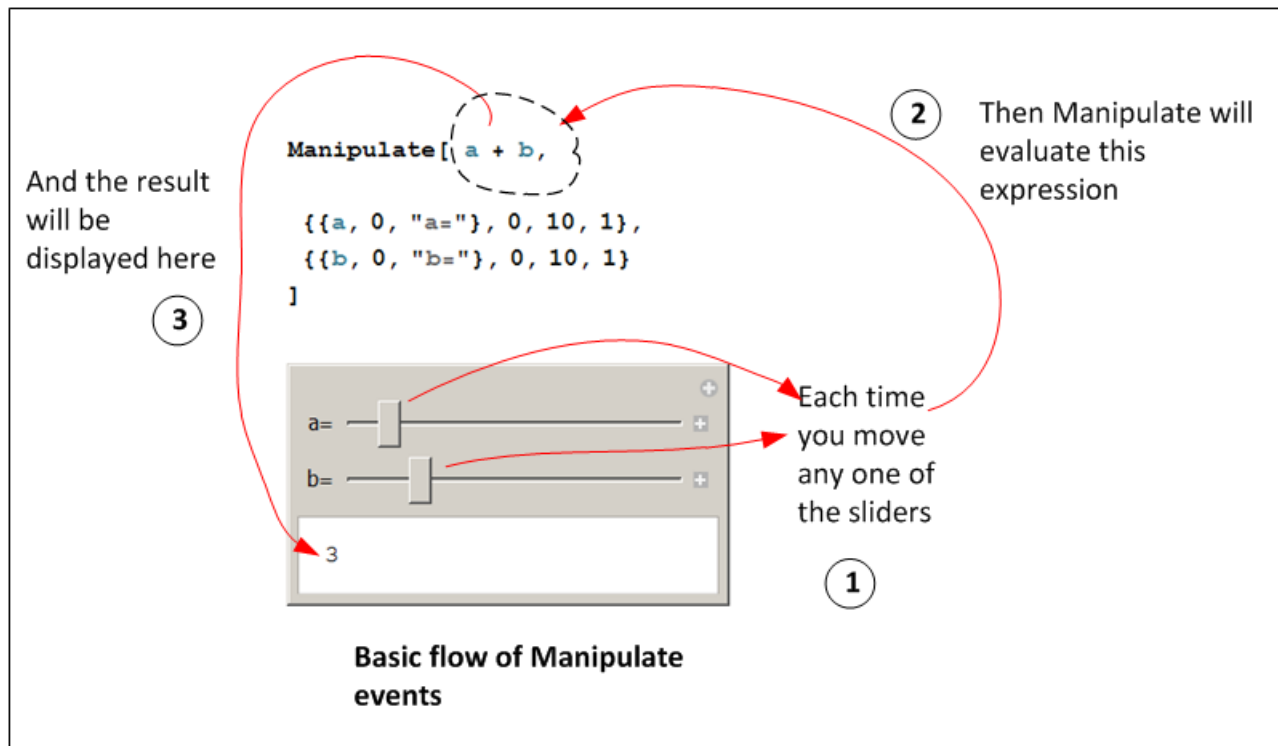 Manipulate[ a + b,
{{a, 0, "a="}, 0, 10, 1},
{{b, 0, "b="}, 0, 10, 1}
]
2
Then Manipulate will
evaluate this
expression
And the result
will be
displayed here
3
a=
b=
3
Each time
you move
any one of
the sliders
1
Basic flow of Manipulate
events